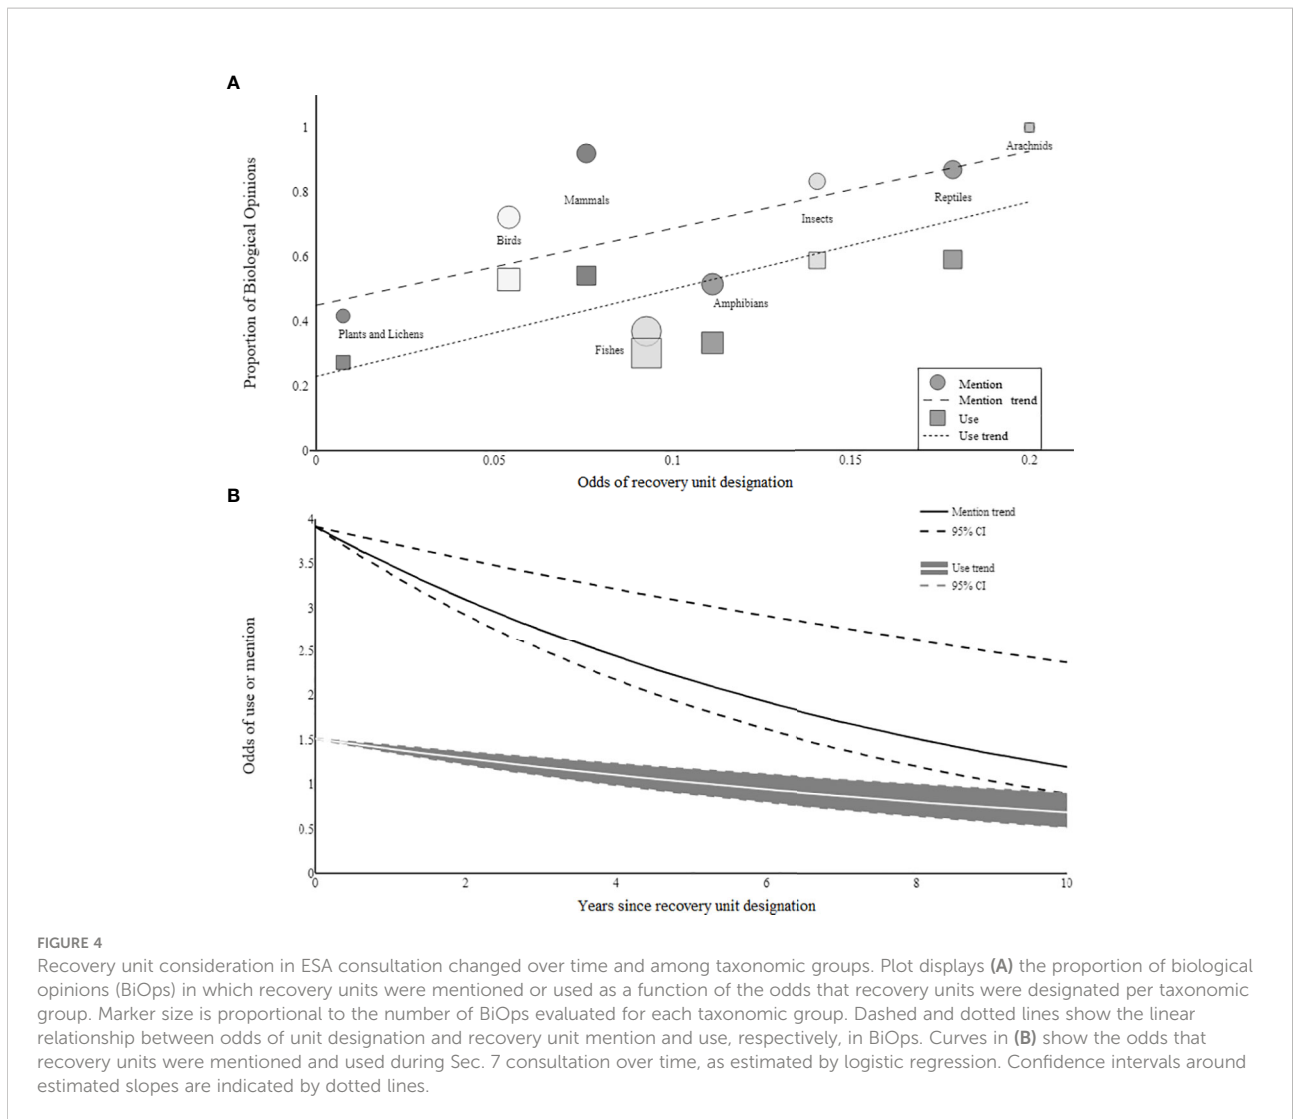 A
Proportion of Biological Opinions
1
0.8
0.6
0.4
0.2
0
0
0.05
0.1
0.15
0.2
Arachnids
Mammals
Reptiles
Insects
Birds
Amphibians
Plants and Lichens
Fishes
Mention
Mention trend
Use
Use trend
Odds of recovery unit designation
B
Odds of use or mention
4
3.5
3
2.5
2
1.5
1
0.5
0
0
2
4
6
8
10
Mention trend
95% CI
Use trend
95% CI
Years since recovery unit designation
FIGURE 4
Recovery unit consideration in ESA consultation changed over time and among taxonomic groups. Plot displays (A) the proportion of biological
opinions (BiOps) in which recovery units were mentioned or used as a function of the odds that recovery units were designated per taxonomic
group. Marker size is proportional to the number of BiOps evaluated for each taxonomic group. Dashed and dotted lines show the linear
relationship between odds of unit designation and recovery unit mention and use, respectively, in BiOps. Curves in (B) show the odds that
recovery units were mentioned and used during Sec. 7 consultation over time, as estimated by logistic regression. Confidence intervals around
estimated slopes are indicated by dotted lines.